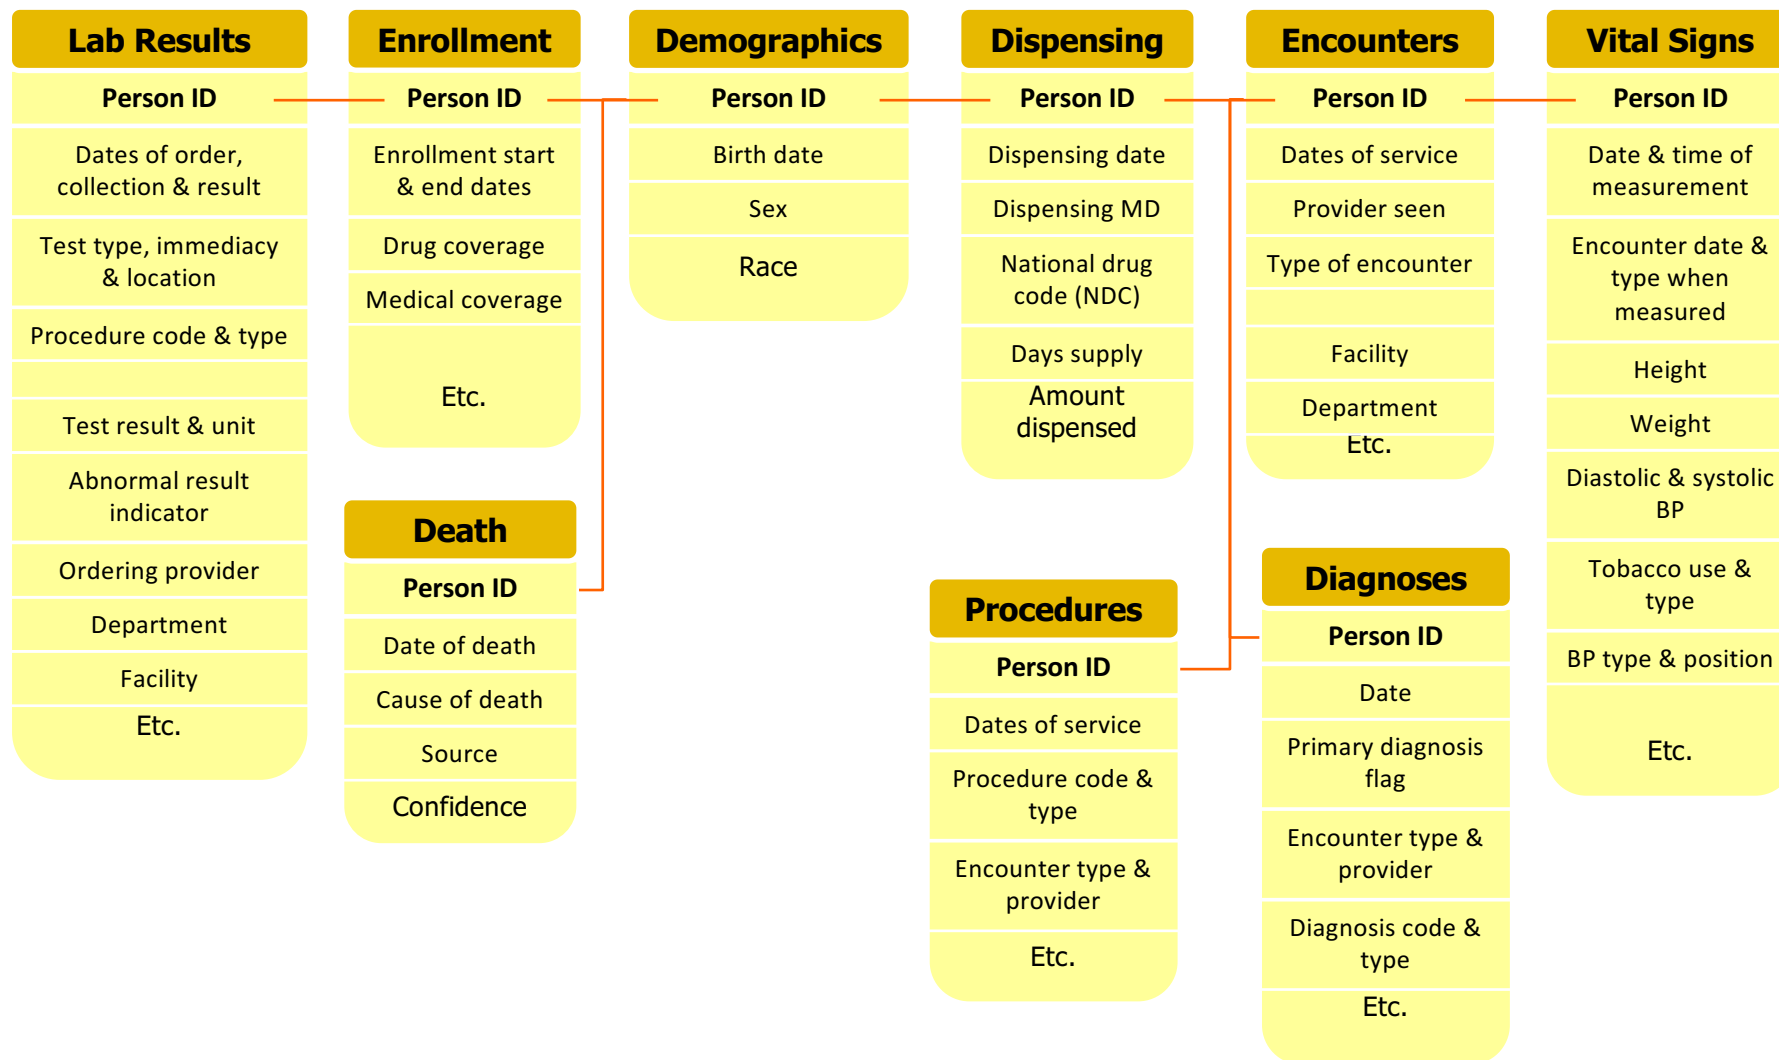 Lab Results
Person ID
Dates of order,
collection & result
Test type, immediacy
& location
Procedure code & type
Test result & unit
Abnormal result
indicator
Ordering provider
Department
Facility
Etc.
Enrollment
Person ID
Enrollment start
& end dates
Drug coverage
Medical coverage
Etc.
Death
Person ID
Date of death
Cause of death
Source
Confidence
Demographics
Person ID
Birth date
Sex
Race
Dispensing
Person ID
Dispensing date
Dispensing MD
National drug
code (NDC)
Days supply
Amount
dispensed
Procedures
Person ID
Dates of service
Procedure code &
type
Encounter type &
provider
Etc.
Encounters
Person ID
Dates of service
Provider seen
Type of encounter
Facility
Department
Etc.
Diagnoses
Person ID
Date
Primary diagnosis
flag
Encounter type &
provider
Diagnosis code &
type
Etc.
Vital Signs
Person ID
Date & time of
measurement
Encounter date &
type when
measured
Height
Weight
Diastolic & systolic
BP
Tobacco use &
type
BP type & position
Etc.